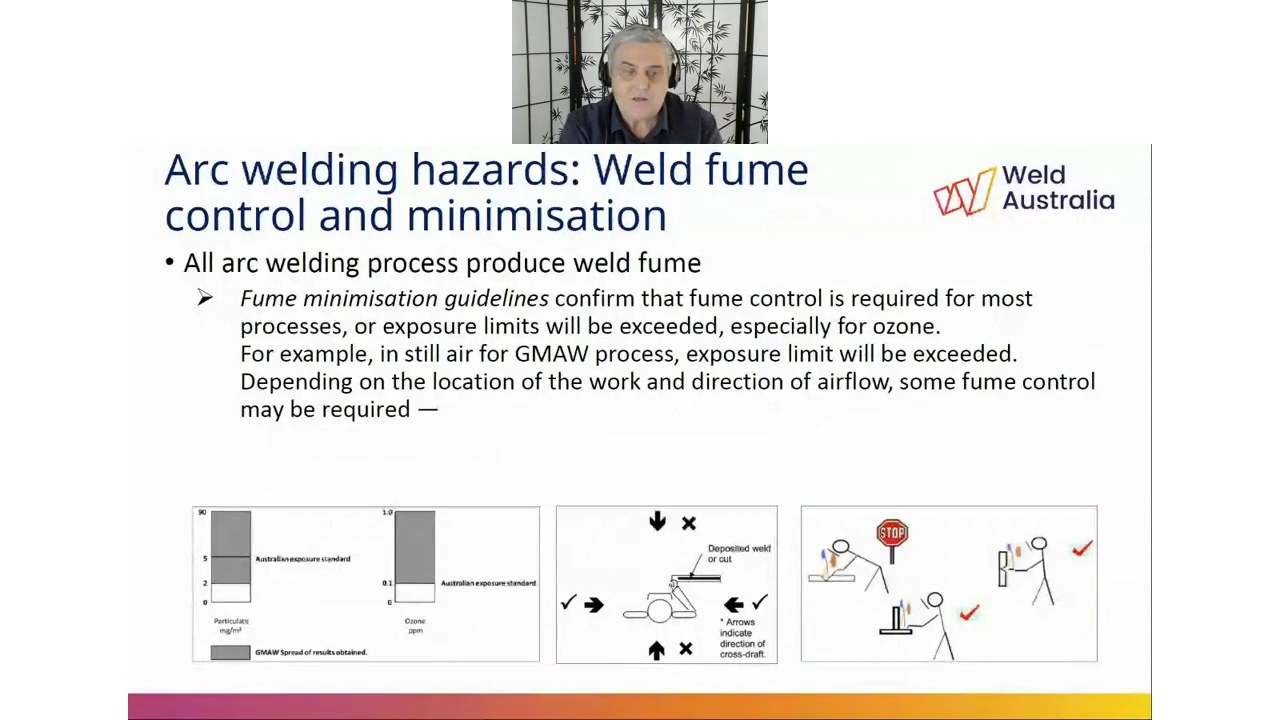 Arc welding hazards: Weld fume
control and minimisation
Weld
Australia
• All arc welding process produce weld fume
Fume minimisation guidelines confirm that fume control is required for most
processes, or exposure limits will be exceeded, especially for ozone.
For example, in still air for GMAW process, exposure limit will be exceeded.
Depending on the location of the work and direction of airflow, some fume control
may be required —
90
5
2
0
Australian exposure standard
Particulate
mg/m³
1.0
0.1
0
Australian exposure standard
Ozone
ppm
GMAW Spread of results obtained.
Deposited weld
or cut
* Arrows
indicate
direction of
cross-draft.
STOP